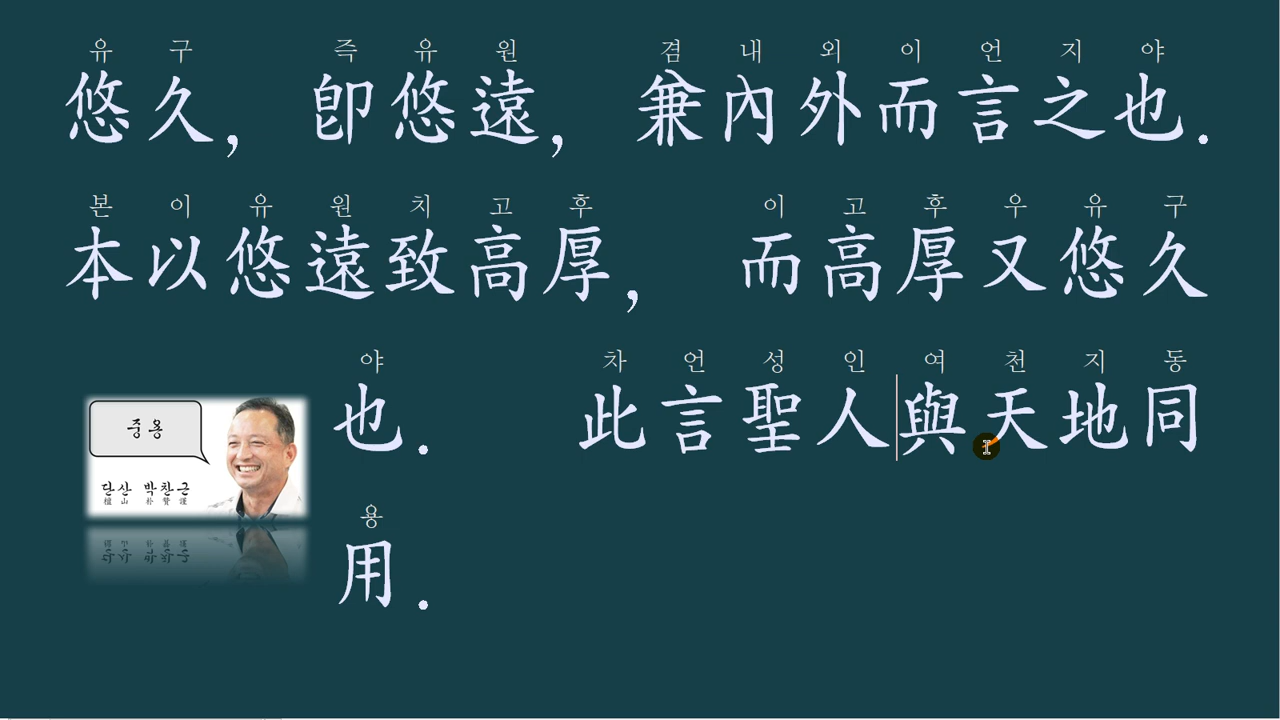 유 구 즉 유 원 겸 내 외 이 언 지 야
悠久, 卽悠遠, 兼內外而言之也.
본 이 유 원 치 고 후 이 고 후 우 유 구
本以悠遠致高厚, 而高厚又悠久
야 차 언 성 인 여 천 지 동
也. 此言聖人與天地同
용
用.
중용
단산 박찬근
檀山 朴贊謹